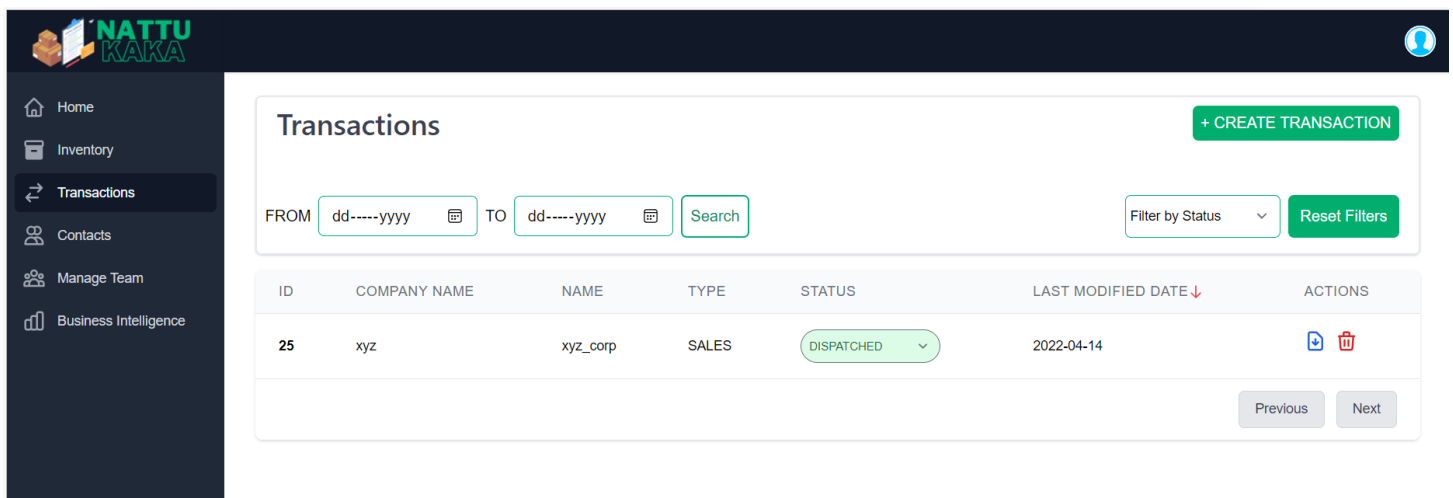 NATTU
KAKA
Home
Inventory
Transactions
Contacts
Manage Team
Business Intelligence
Transactions
+ CREATE TRANSACTION
FROM dd-----yyyy TO dd-----yyyy Search Filter by Status Reset Filters
ID COMPANY NAME NAME TYPE STATUS LAST MODIFIED DATE↓ ACTIONS
25 xyz xyz_corp SALES DISPATCHED 2022-04-14
Previous Next